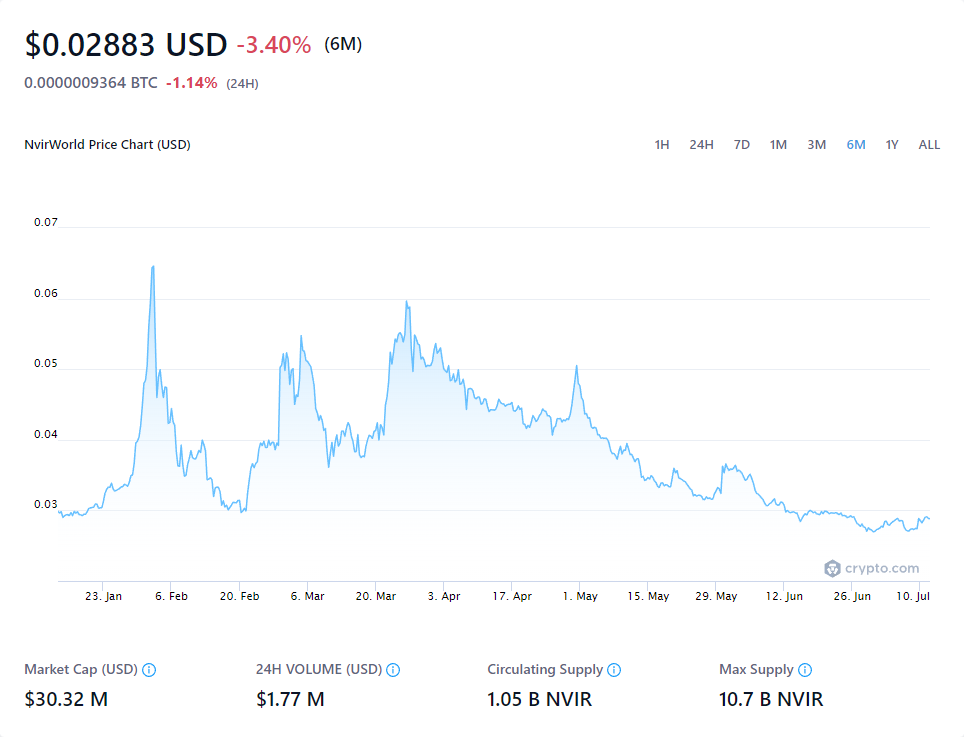 $0.02883 USD -3.40% (6M)
0.0000009364 BTC -1.14% (24H)
NvirWorld Price Chart (USD) 1H 24H 7D 1M 3M 6M 1Y ALL
0.07
0.06
0.05
0.04
0.03
crypto.com
23. Jan 6. Feb 20. Feb 6. Mar 20. Mar 3. Apr 17. Apr 1. May 15. May 29. May 12. Jun 26. Jun 10. Jul
Market Cap (USD) 24H VOLUME (USD) Circulating Supply Max Supply
$30.32 M $1.77 M 1.05 B NVIR 10.7 B NVIR